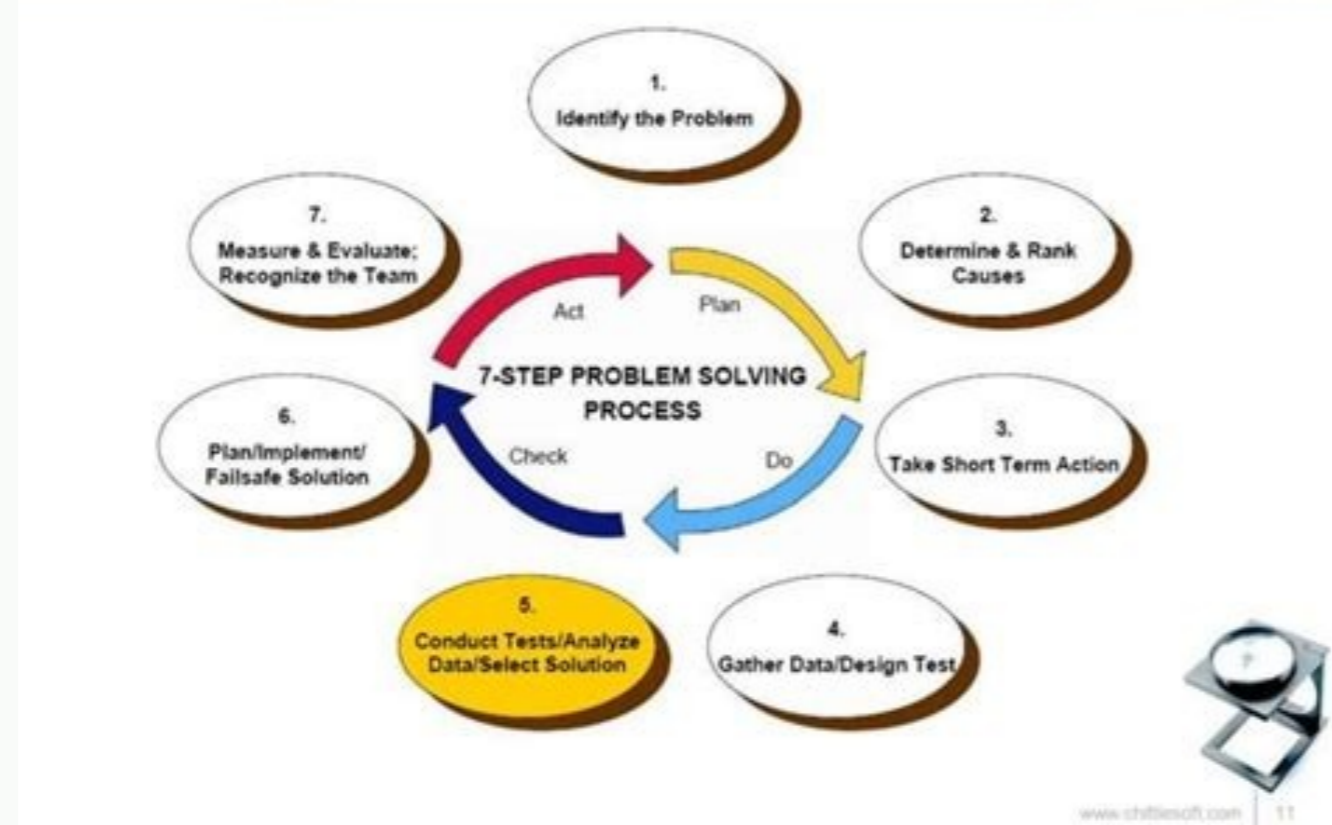 1.
Identify the Problem
2.
Determine & Rank
Causes
3.
Take Short Term Action
4.
Gather Data/Design Test
5.
Conduct Tests/Analyze
Data/Select Solution
6.
Plan/Implement/
Failsafe Solution
7.
Measure & Evaluate;
Recognize the Team
Act
Plan
7-STEP PROBLEM SOLVING
PROCESS
Check
Do
11